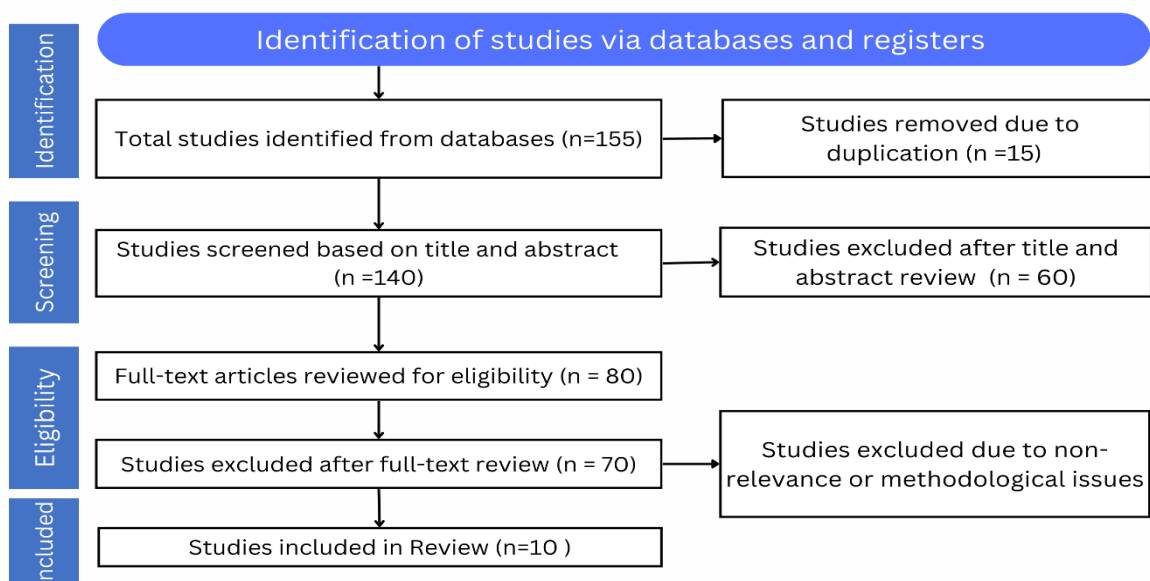 Identification of studies via databases and registers
Identification
Total studies identified from databases (n=155)
Studies removed due to
duplication (n =15)
Screening
Studies screened based on title and abstract
(n =140)
Studies excluded after title and
abstract review (n = 60)
Eligibility
Full-text articles reviewed for eligibility (n = 80)
Studies excluded after full-text review (n = 70)
Studies excluded due to non-
relevance or methodological issues
Included
Studies included in Review (n=10 )